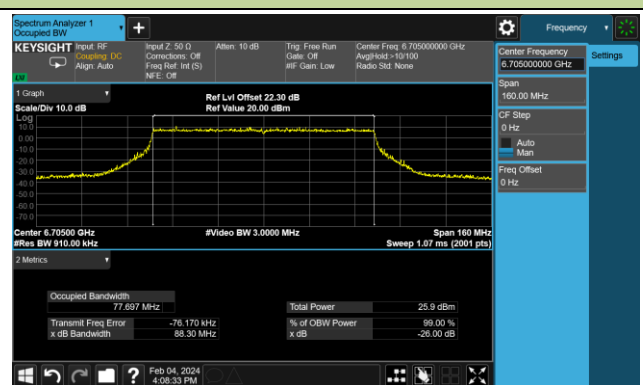 Spectrum Analyzer 1
Occupied BW
KEYSIGHT
Input: RF
Coupling: DC
Align: Auto
Input Z: 50 Ω
Corrections: Off
Freq Ref: Int (S)
NFE: Off
Atten: 10 dB
Trig: Free Run
Gate: Off
#IF Gain: Low
Center Freq: 6.705000000 GHz
Avg|Hold:>10/100
Radio Std: None
Frequency
Center Frequency
6.705000000 GHz
Settings
Span
160.00 MHz
CF Step
0 Hz
Auto
Man
Freq Offset
0 Hz
1 Graph
Scale/Div 10.0 dB
Ref Lvl Offset 22.30 dB
Ref Value 20.00 dBm
Log
10.0
0.00
-10.0
-20.0
-30.0
-40.0
-50.0
-60.0
-70.0
Center 6.70500 GHz
#Res BW 910.00 kHz
#Video BW 3.0000 MHz
Span 160 MHz
Sweep 1.07 ms (2001 pts)
2 Metrics
Occupied Bandwidth
77.697 MHz
Total Power 25.9 dBm
Transmit Freq Error -76.170 kHz
% of OBW Power 99.00 %
x dB Bandwidth 88.30 MHz
x dB -26.00 dB
?
Feb 04, 2024
4:08:33 PM